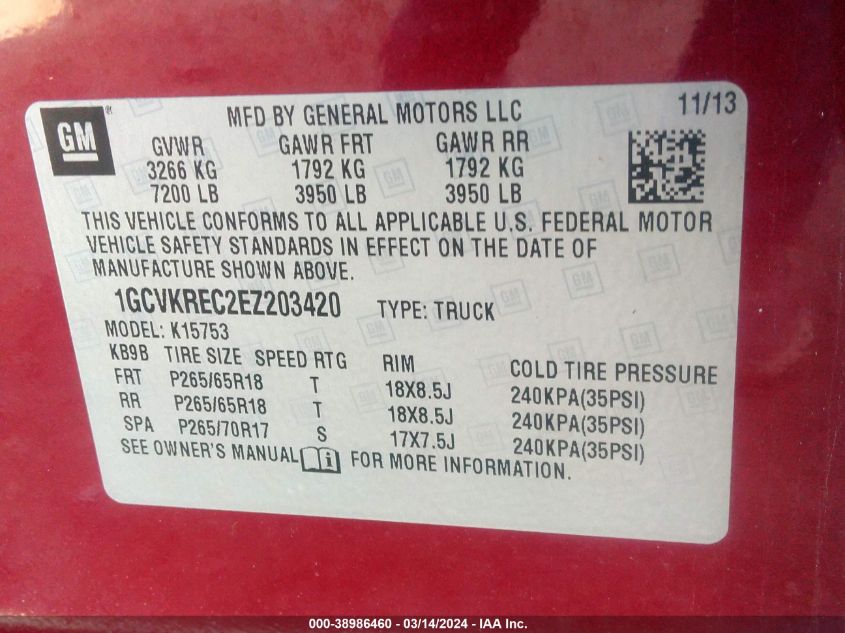 GM
MFD BY GENERAL MOTORS LLC 11/13
GVWR GAWR FRT GAWR RR
3266 KG 1792 KG 1792 KG
7200 LB 3950 LB 3950 LB
THIS VEHICLE CONFORMS TO ALL APPLICABLE U.S. FEDERAL MOTOR
VEHICLE SAFETY STANDARDS IN EFFECT ON THE DATE OF
MANUFACTURE SHOWN ABOVE.
1GCVKREC2EZ203420 TYPE: TRUCK
MODEL: K15753
KB9B TIRE SIZE SPEED RTG RIM COLD TIRE PRESSURE
FRT P265/65R18 T 18X8.5J 240KPA(35PSI)
RR P265/65R18 T 18X8.5J 240KPA(35PSI)
SPA P265/70R17 S 17X7.5J 240KPA(35PSI)
SEE OWNER'S MANUAL i FOR MORE INFORMATION.
000-38986460 - 03/14/2024 - IAA Inc.